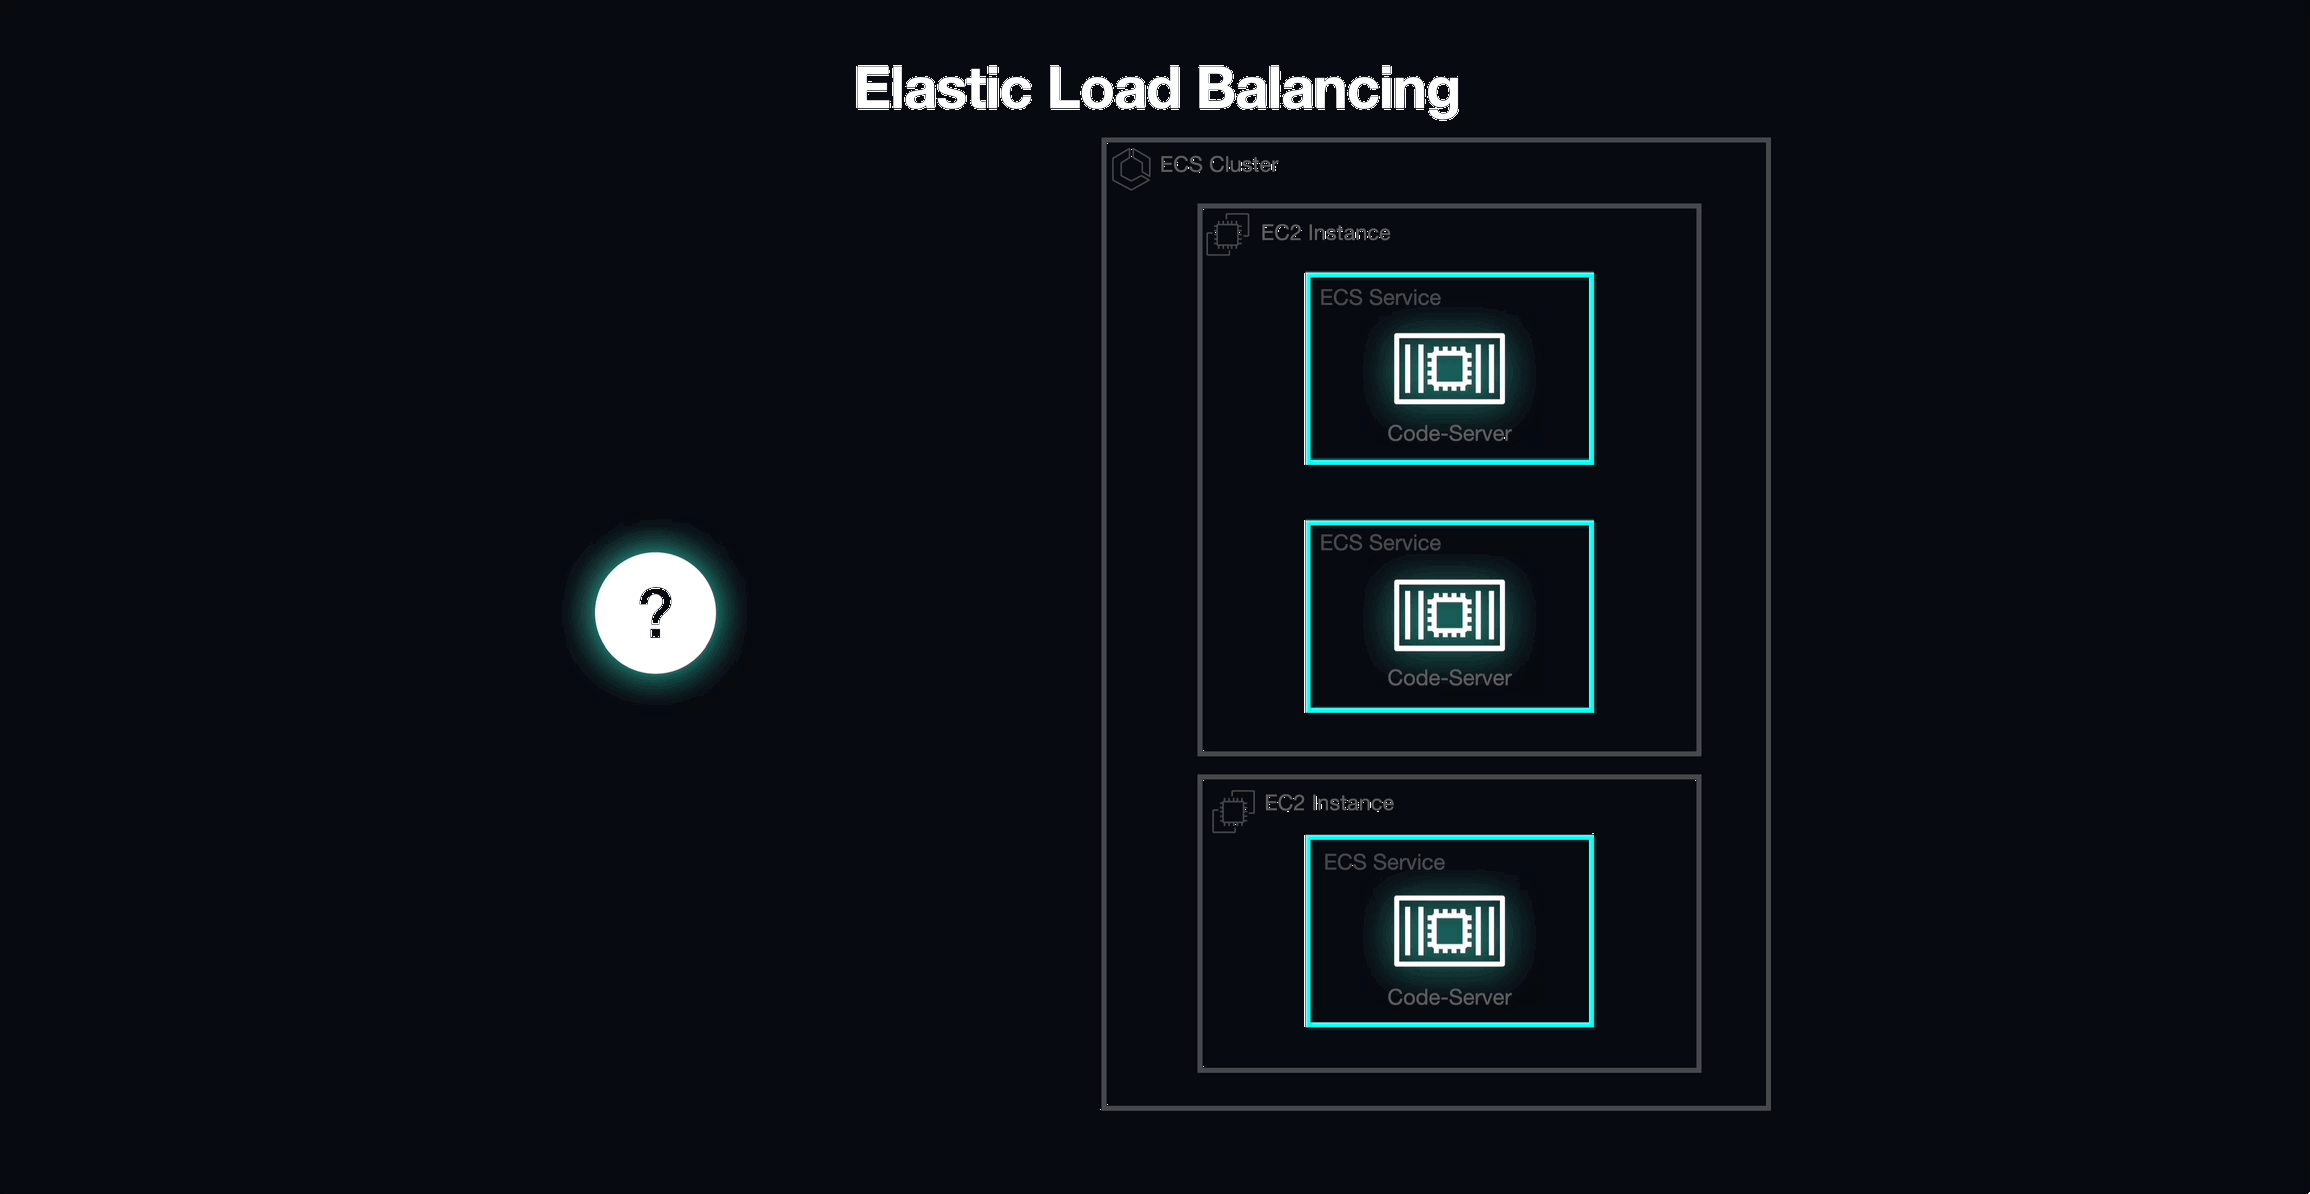 Elastic Load Balancing
ECS Cluster
EC2 Instance
ECS Service
Code-Server
?
ECS Service
Code-Server
EC2 Instance
ECS Service
Code-Server